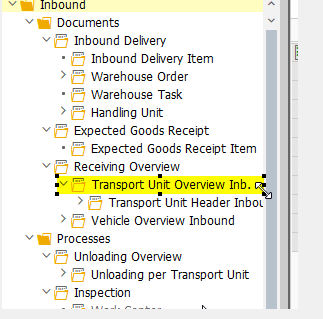 Inbound
Documents
Inbound Delivery
Inbound Delivery Item
Warehouse Order
Warehouse Task
Handling Unit
Expected Goods Receipt
Expected Goods Receipt Item
Receiving Overview
Transport Unit Overview Inb.
Transport Unit Header Inbou
Vehicle Overview Inbound
Processes
Unloading Overview
Unloading per Transport Unit
Inspection
Work Center